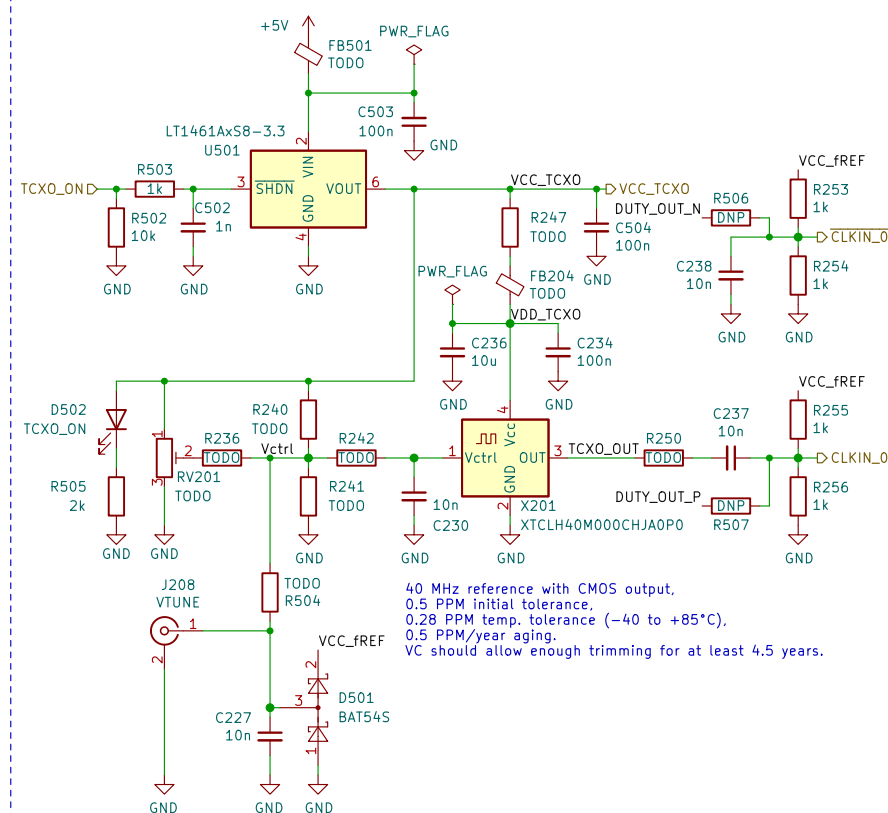 +5V
PWR_FLAG
FB501
TODO
C503
100n
GND
LT1461AxS8-3.3
U501
2
VIN
TCXO_ON
R503
1k
3
SHDN
VOUT
6
GND
4
R502
10k
C502
1n
GND
GND
GND
VCC_TCXO
VCC_TCXO
R247
TODO
C504
100n
GND
PWR_FLAG
FB204
TODO
VDD_TCXO
C236
10u
C234
100n
GND
GND
VCC_fREF
R506
DNP
DUTY_OUT_N
R253
1k
CLKIN_0
C238
10n
R254
1k
GND
GND
D502
TCXO_ON
R505
2k
GND
1
2
3
RV201
TODO
GND
R236
TODO
Vctrl
R240
TODO
R242
TODO
R241
TODO
GND
10n
C230
GND
4
Vcc
1
Vctrl
OUT
3
GND
2
X201
XTCLH40M000CHJA0P0
GND
TCXO_OUT
R250
TODO
C237
10n
VCC_fREF
R255
1k
CLKIN_0
DUTY_OUT_P
DNP
R507
R256
1k
GND
J208
VTUNE
1
2
GND
TODO
R504
VCC_fREF
2
3
1
D501
BAT54S
C227
10n
GND
GND
40 MHz reference with CMOS output,
0.5 PPM initial tolerance,
0.28 PPM temp. tolerance (-40 to +85°C),
0.5 PPM/year aging.
VC should allow enough trimming for at least 4.5 years.